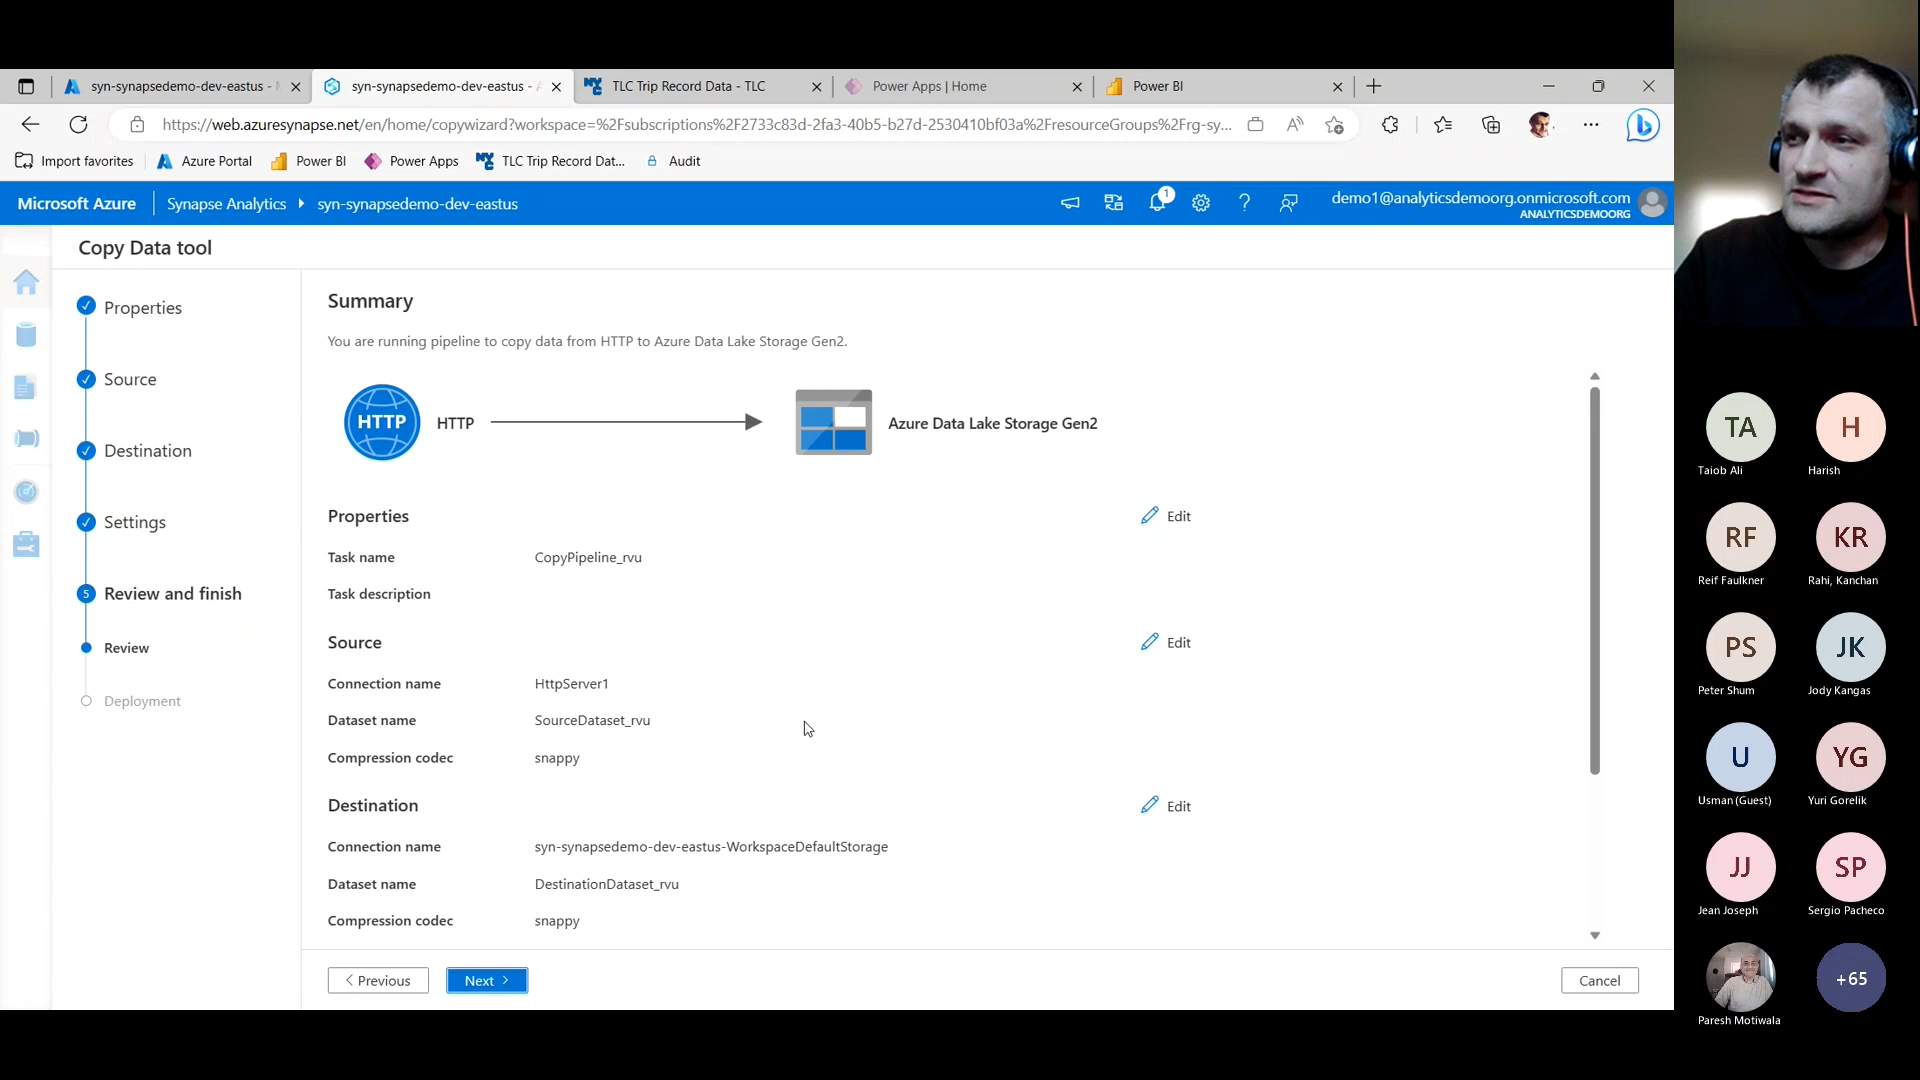 syn-synapsedemo-dev-eastus -
syn-synapsedemo-dev-eastus -
TLC Trip Record Data - TLC
Power Apps | Home
Power BI
https://web.azuresynapse.net/en/home/copywizard?workspace=%2Fsubscriptions%2F2733c83d-2fa3-40b5-b27d-2530410bf03a%2FresourceGroups%2Frg-sy...
Import favorites
Azure Portal
Power BI
Power Apps
TLC Trip Record Dat...
Audit
Microsoft Azure
Synapse Analytics
syn-synapsedemo-dev-eastus
1
demo1@analyticsdemoorg.onmicrosoft.com
ANALYTICSDEMOORG
Copy Data tool
Properties
Source
Destination
Settings
5
Review and finish
Review
Deployment
Summary
You are running pipeline to copy data from HTTP to Azure Data Lake Storage Gen2.
HTTP
HTTP
Azure Data Lake Storage Gen2
Properties
Edit
Task name
CopyPipeline_rvu
Task description
Source
Edit
Connection name
HttpServer1
Dataset name
SourceDataset_rvu
Compression codec
snappy
Destination
Edit
Connection name
syn-synapsedemo-dev-eastus-WorkspaceDefaultStorage
Dataset name
DestinationDataset_rvu
Compression codec
snappy
Previous
Next
Cancel
TA
Taiob Ali
H
Harish
RF
Reif Faulkner
KR
Rahi, Kanchan
PS
Peter Shum
JK
Jody Kangas
U
Usman (Guest)
YG
Yuri Gorelik
JJ
Jean Joseph
SP
Sergio Pacheco
Paresh Motiwala
+65